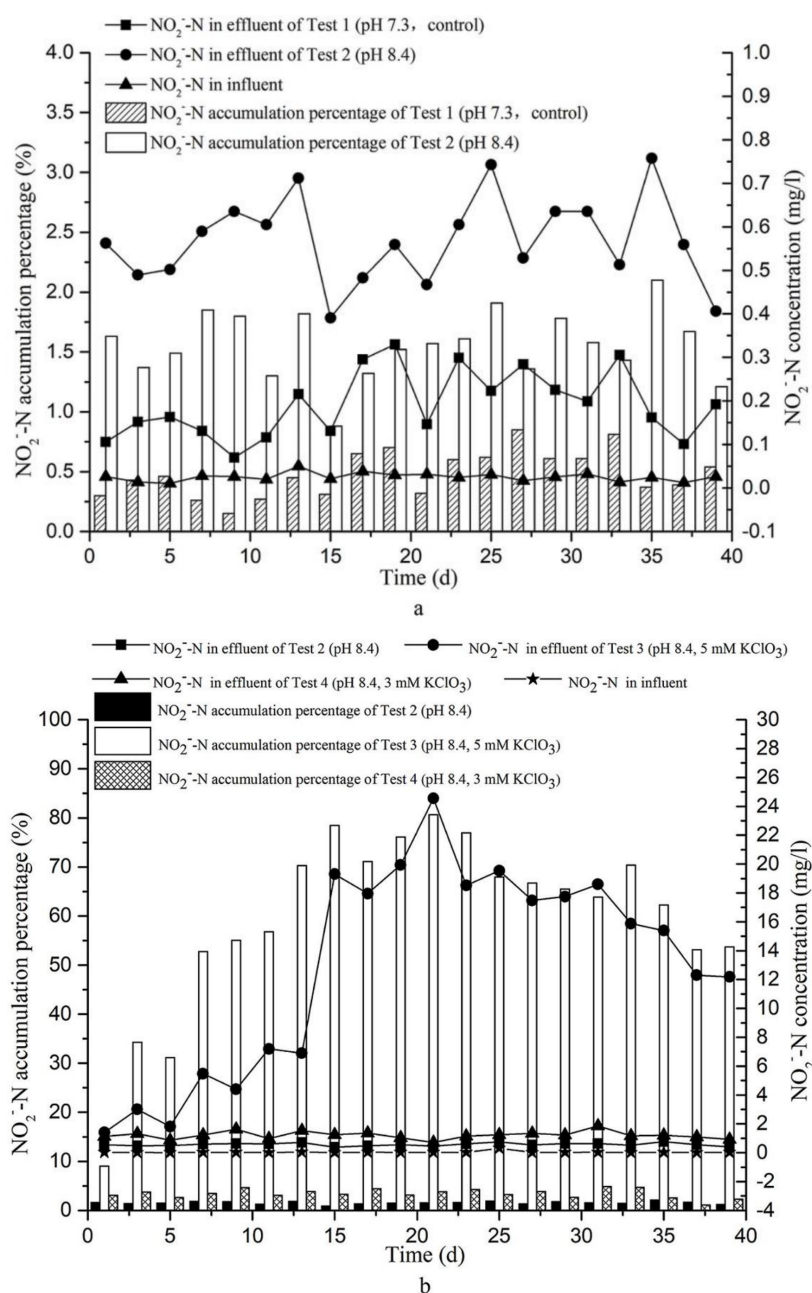 NO₂⁻-N in effluent of Test 1 (pH 7.3, control)
NO₂⁻-N in effluent of Test 2 (pH 8.4)
NO₂⁻-N in influent
NO₂⁻-N accumulation percentage of Test 1 (pH 7.3, control)
NO₂⁻-N accumulation percentage of Test 2 (pH 8.4)
NO₂⁻-N accumulation percentage (%)
4.0
3.5
3.0
2.5
2.0
1.5
1.0
0.5
0.0
1.0
0.9
0.8
0.7
0.6
0.5
0.4
0.3
0.2
0.1
0.0
-0.1
NO₂⁻-N concentration (mg/l)
0 5 10 15 20 25 30 35 40
Time (d)
a
NO₂⁻-N in effluent of Test 2 (pH 8.4) NO₂⁻-N in effluent of Test 3 (pH 8.4, 5 mM KClO₃)
NO₂⁻-N in effluent of Test 4 (pH 8.4, 3 mM KClO₃) NO₂⁻-N in influent
NO₂⁻-N accumulation percentage of Test 2 (pH 8.4)
NO₂⁻-N accumulation percentage of Test 3 (pH 8.4, 5 mM KClO₃)
NO₂⁻-N accumulation percentage of Test 4 (pH 8.4, 3 mM KClO₃)
NO₂⁻-N accumulation percentage (%)
100
90
80
70
60
50
40
30
20
10
0
30
28
26
24
22
20
18
16
14
12
10
8
6
4
2
0
-2
-4
NO₂⁻-N concentration (mg/l)
0 5 10 15 20 25 30 35 40
Time (d)
b